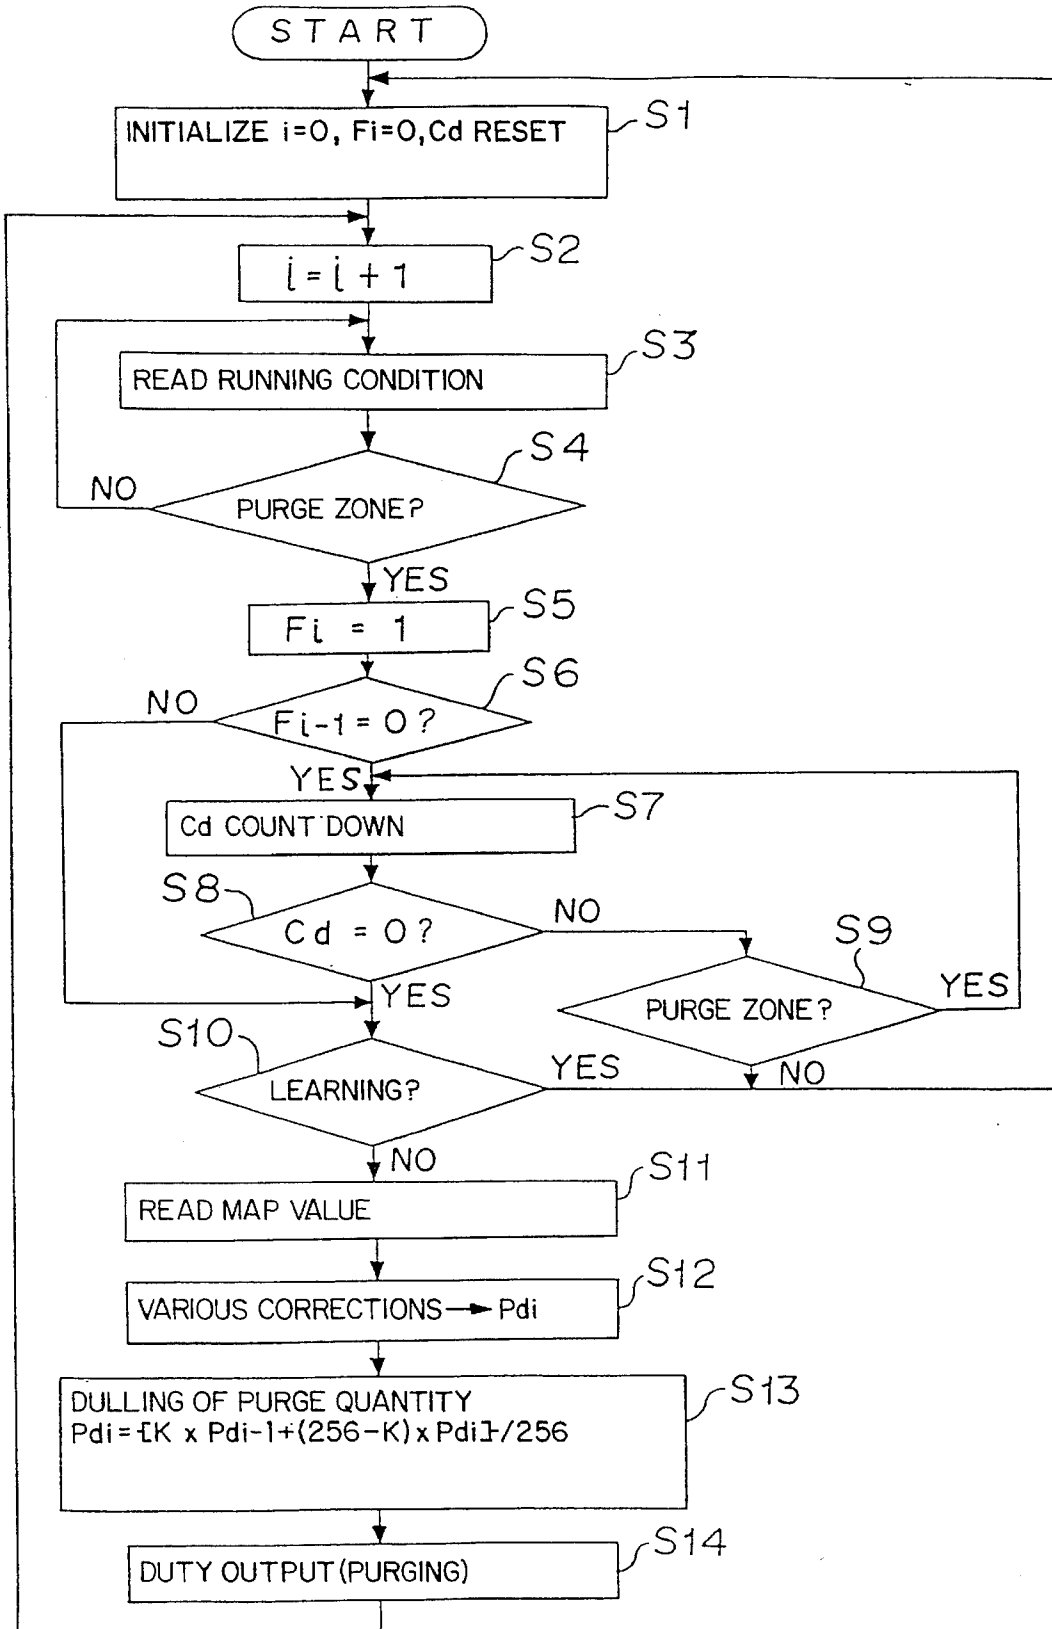 START
INITIALIZE i=0, Fi=0, Cd RESET
S1
i = i + 1
S2
READ RUNNING CONDITION
S3
PURGE ZONE?
S4
NO
YES
Fi = 1
S5
Fi-1 = 0 ?
S6
NO
YES
Cd COUNT DOWN
S7
Cd = 0 ?
S8
NO
YES
PURGE ZONE?
S9
YES
NO
LEARNING?
S10
YES
NO
READ MAP VALUE
S11
VARIOUS CORRECTIONS → Pdi
S12
DULLING OF PURGE QUANTITY
Pdi={K x Pdi-1+(256-K) x Pdi}/256
S13
DUTY OUTPUT (PURGING)
S14